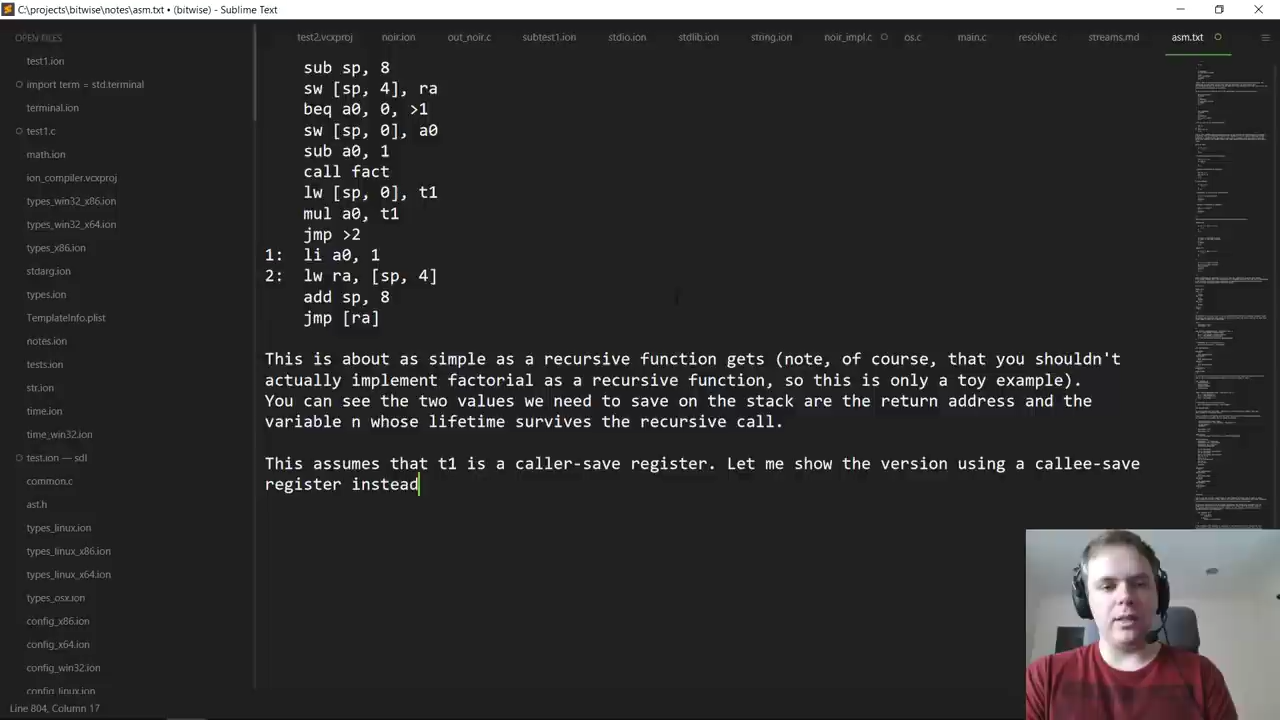 C:\projects\bitwise\notes\asm.txt • (bitwise) - Sublime Text
OPEN FILES
test2.vcxproj
noir.ion
out_noir.c
subtest1.ion
stdio.ion
stdlib.ion
string.ion
noir_impl.c
os.c
main.c
resolve.c
streams.md
asm.txt
test1.ion
import term = std.terminal
terminal.ion
test1.c
math.ion
ion_compiler.vcxproj
types_win32_x86.ion
types_win32_x64.ion
types_x86.ion
stdarg.ion
types.ion
TemplateInfo.plist
notes.ion
tests.ion
str.ion
time.ion
time_win32.ion
test.ion — sdl
common.c
ast.h
types_linux.ion
types_linux_x86.ion
types_linux_x64.ion
types_osx.ion
config_x86.ion
config_x64.ion
config_win32.ion
config_linux.ion
sub sp, 8
sw [sp, 4], ra
beq a0, 0, >1
sw [sp, 0], a0
sub a0, 1
call fact
lw [sp, 0], t1
mul a0, t1
jmp >2
1: li a0, 1
2: lw ra, [sp, 4]
add sp, 8
jmp [ra]
This is about as simple as a recursive function gets (note, of course, that you shouldn't
actually implement factorial as a recursive function, so this is only a toy example).
You can see the two values we need to save on the stack are the return address and the
variable n whose lifetime survives the recursive call.
This assumes that t1 is a caller-save register. Let me show the version using a callee-save
register instead
Line 804, Column 17